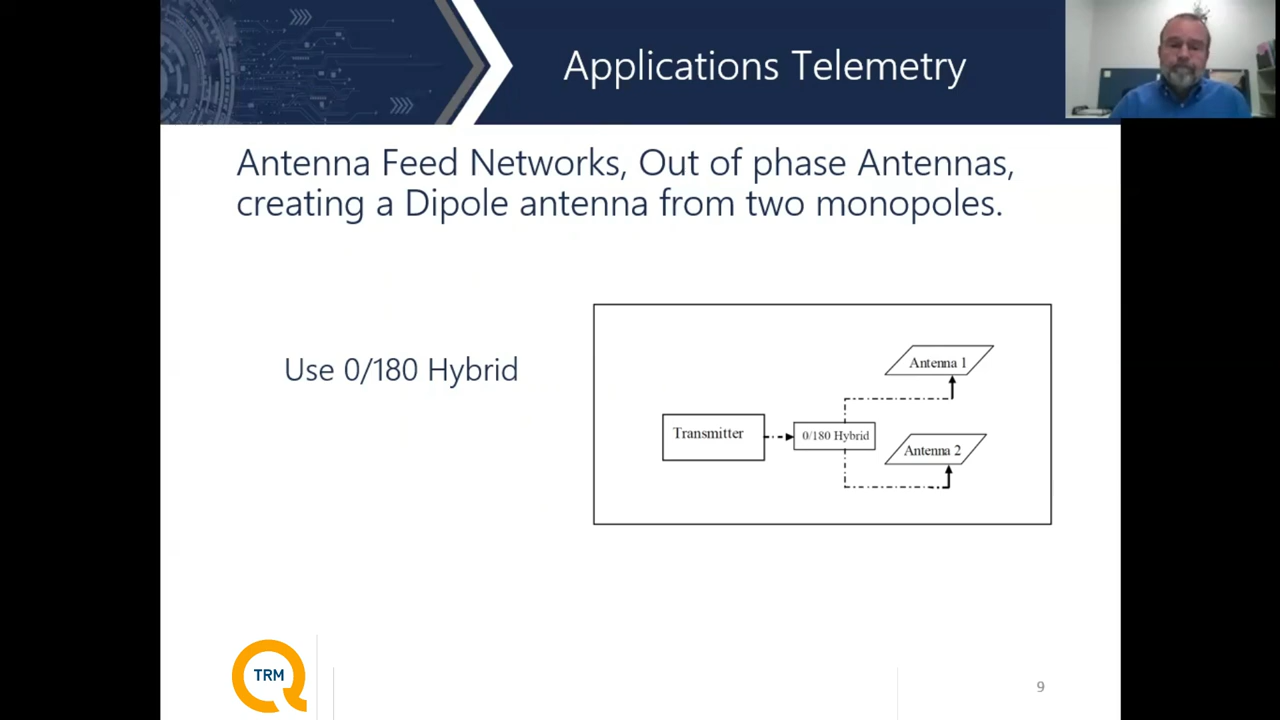 Applications Telemetry
Antenna Feed Networks, Out of phase Antennas,
creating a Dipole antenna from two monopoles.
Use 0/180 Hybrid
Antenna 1
Transmitter
0/180 Hybrid
Antenna 2
TRM
9